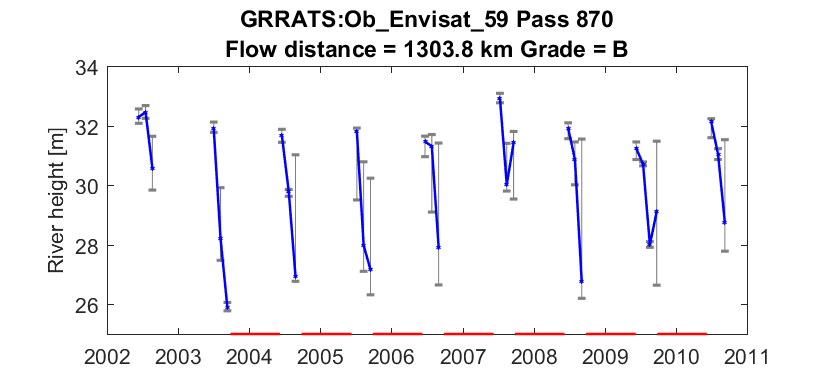 GRRATS:Ob_Envisat_59 Pass 870
Flow distance = 1303.8 km Grade = B
River height [m]
34
32
30
28
26
2002 2003 2004 2005 2006 2007 2008 2009 2010 2011